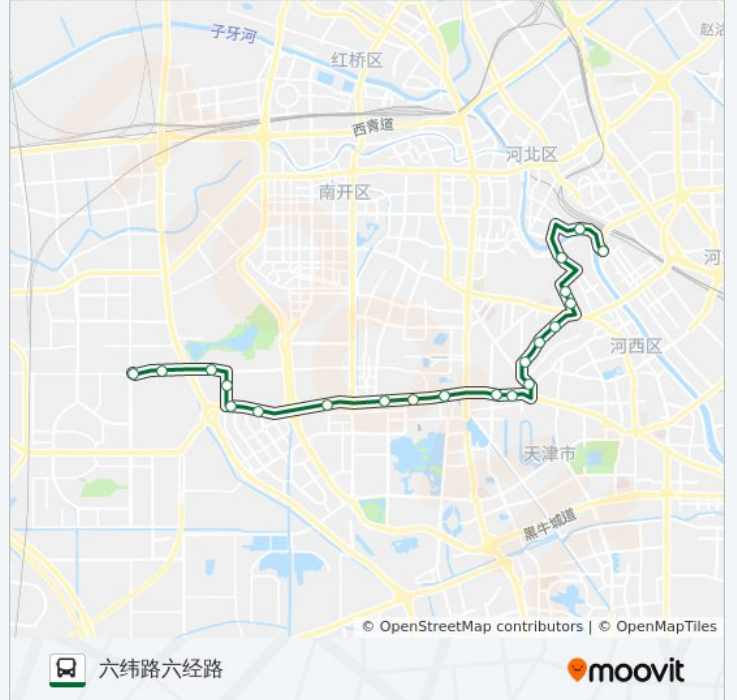 子牙河
红桥区
赵沽
西青道
河北区
南开区
河
河西区
天津市
黑牛城道
© OpenStreetMap contributors | © OpenMapTiles
六纬路六经路
moovit